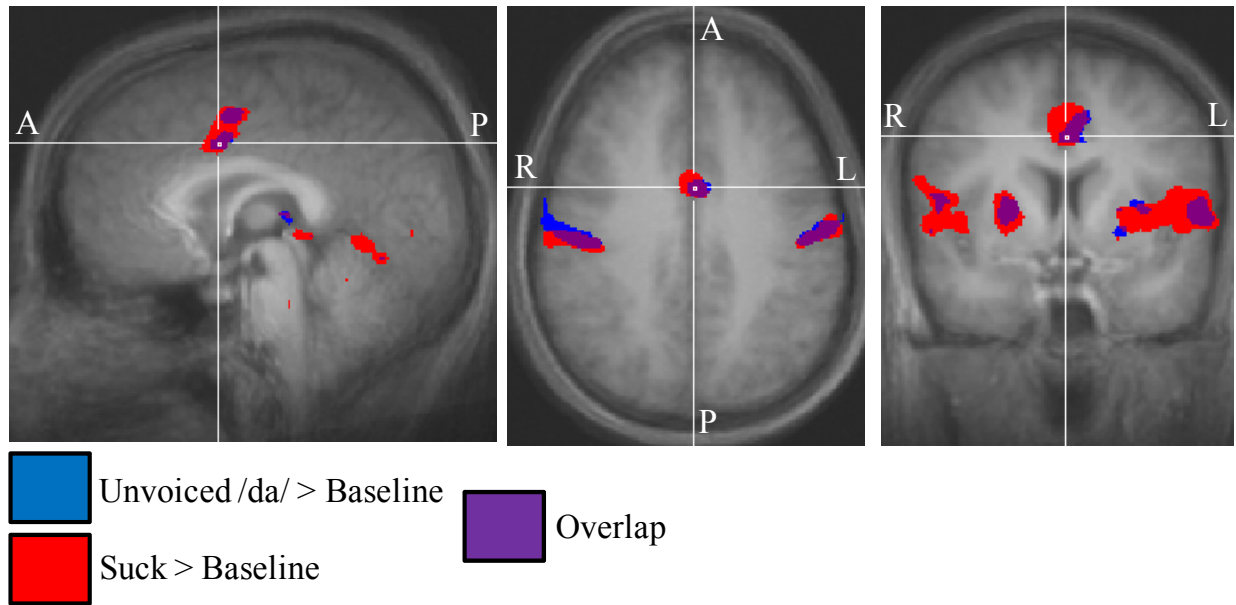 A
A P
R L
R L
P
Unvoiced /da/ > Baseline
Overlap
Suck > Baseline